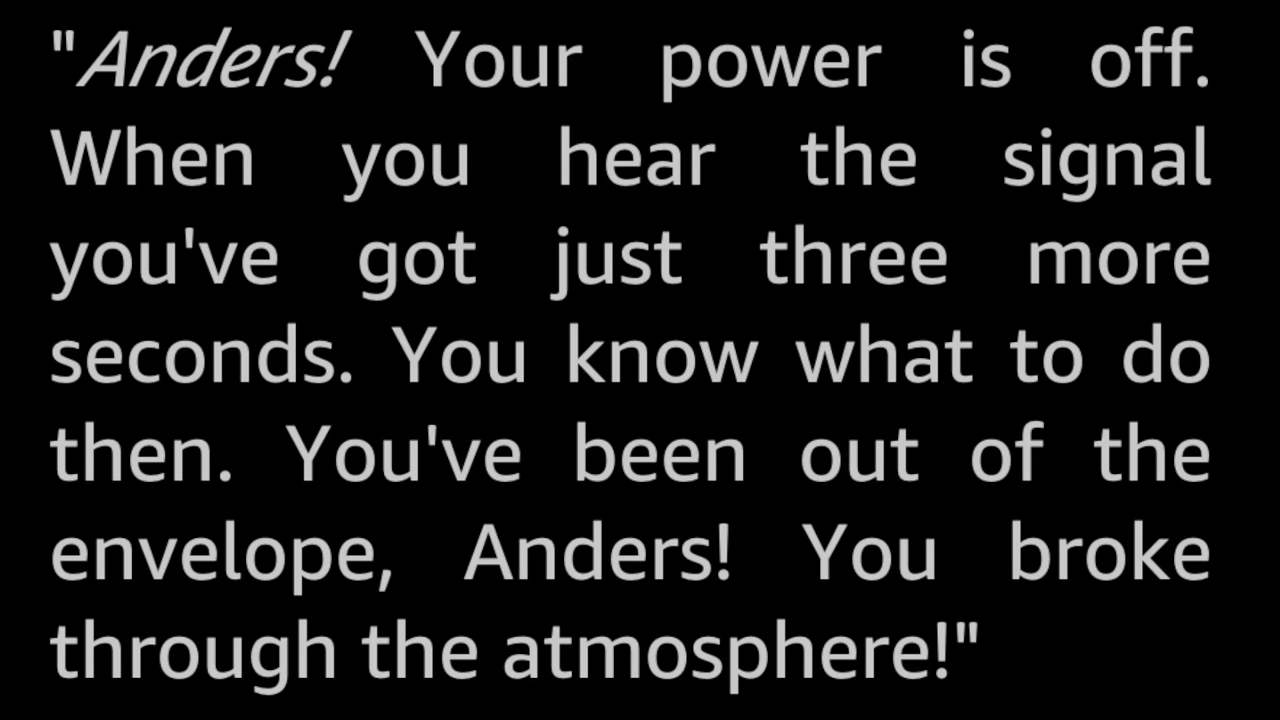 "Anders! Your power is off.
When you hear the signal
you've got just three more
seconds. You know what to do
then. You've been out of the
envelope, Anders! You broke
through the atmosphere!"